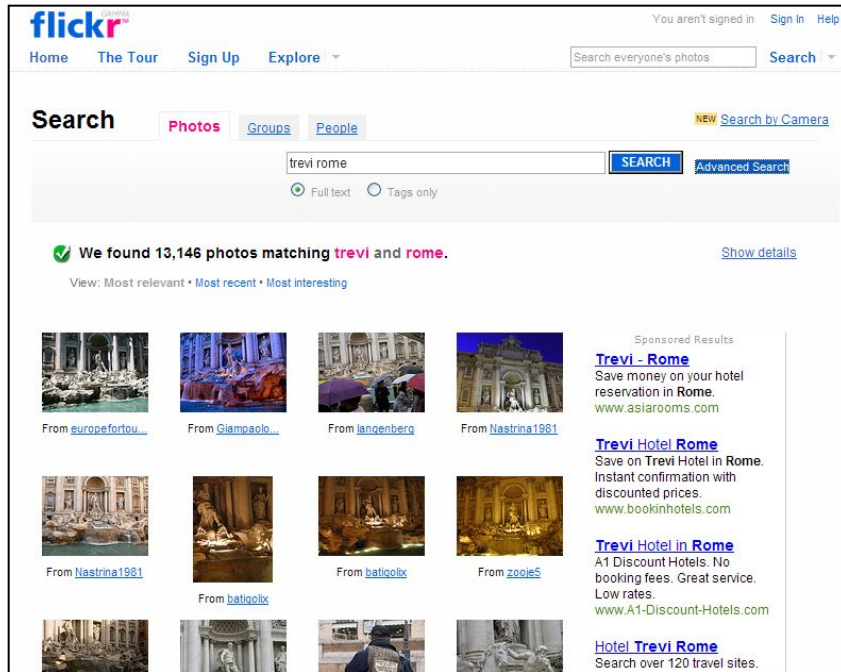 flickr GAMMA
You aren't signed in Sign In Help
Home The Tour Sign Up Explore Search everyone's photos Search
Search Photos Groups People NEW Search by Camera
trevi rome SEARCH Advanced Search
Full text Tags only
We found 13,146 photos matching trevi and rome. Show details
View: Most relevant • Most recent • Most interesting
From europefortou...
From Giampaolo...
From langenberg
From Nastrina1981
From Nastrina1981
From batigolix
From batigolix
From zooje5
Sponsored Results
Trevi - Rome
Save money on your hotel
reservation in Rome.
www.asiarooms.com
Trevi Hotel Rome
Save on Trevi Hotel in Rome.
Instant confirmation with
discounted prices.
www.bookinhotels.com
Trevi Hotel in Rome
A1 Discount Hotels. No
booking fees. Great service.
Low rates.
www.A1-Discount-Hotels.com
Hotel Trevi Rome
Search over 120 travel sites.